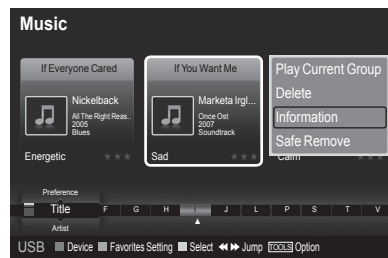 Music
If Everyone Cared
Nickelback
All The Right Reas..
2005
Blues
Energetic
If You Want Me
Marketa Irgl...
Once Ost
2007
Soundtrack
Sad
Play Current Group
Delete
Information
Safe Remove
Calm
Preference
Title F G H I J L P S T V
Artist
USB Device Favorites Setting Select Jump TOOLS Option